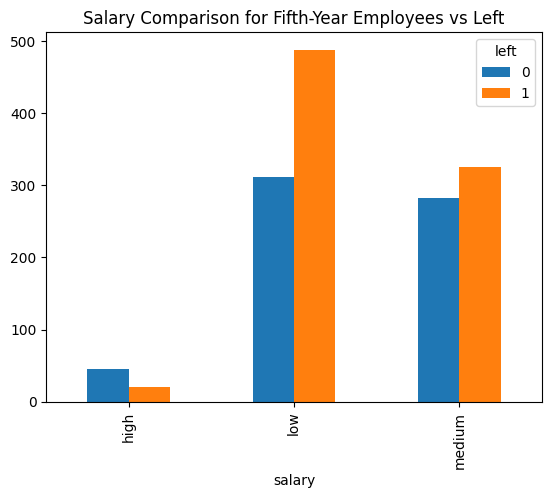 Salary Comparison for Fifth-Year Employees vs Left
left
0
1
500
400
300
200
100
0
high
low
medium
salary